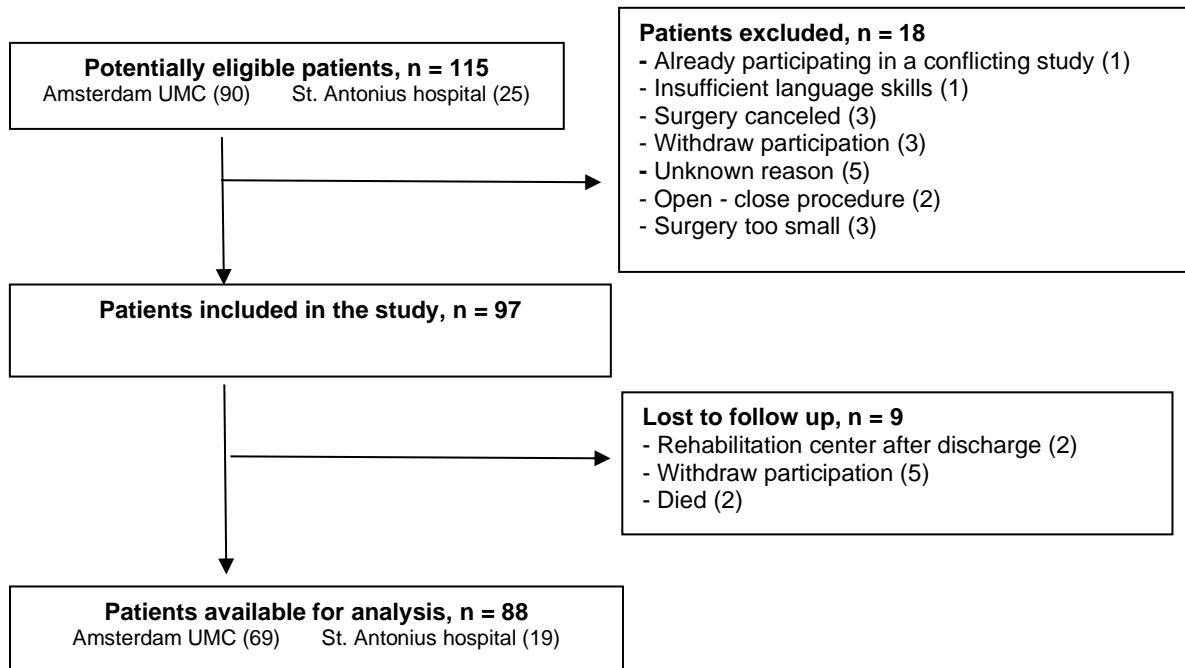 Potentially eligible patients, n = 115
Amsterdam UMC (90) St. Antonius hospital (25)
Patients excluded, n = 18
- Already participating in a conflicting study (1)
- Insufficient language skills (1)
- Surgery canceled (3)
- Withdraw participation (3)
- Unknown reason (5)
- Open - close procedure (2)
- Surgery too small (3)
Patients included in the study, n = 97
Lost to follow up, n = 9
- Rehabilitation center after discharge (2)
- Withdraw participation (5)
- Died (2)
Patients available for analysis, n = 88
Amsterdam UMC (69) St. Antonius hospital (19)